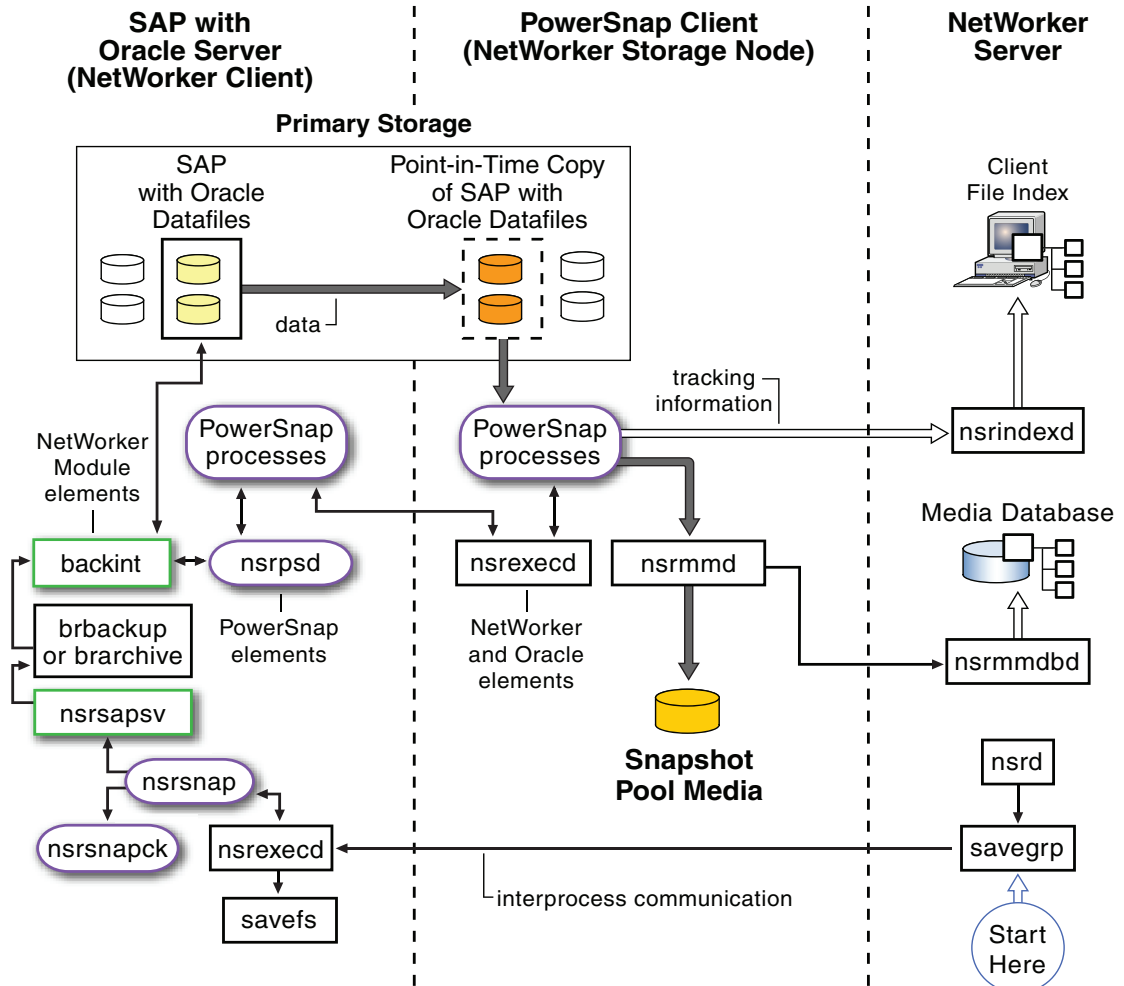 SAP with
Oracle Server
(NetWorker Client)
PowerSnap Client
(NetWorker Storage Node)
NetWorker
Server
Primary Storage
SAP
with Oracle
Datafiles
Point-in-Time Copy
of SAP with
Oracle Datafiles
data
Client
File Index
tracking
information
NetWorker
Module
elements
PowerSnap
processes
PowerSnap
processes
nsrindexd
Media Database
backint
nsrpsd
nsrexecd
nsrmmd
brbackup
or brarchive
PowerSnap
elements
NetWorker
and Oracle
elements
nsrmmdbd
nsrsapsv
Snapshot
Pool Media
nsrd
nsrsnap
nsrsnapck
nsrexecd
savegrp
interprocess communication
savefs
Start
Here